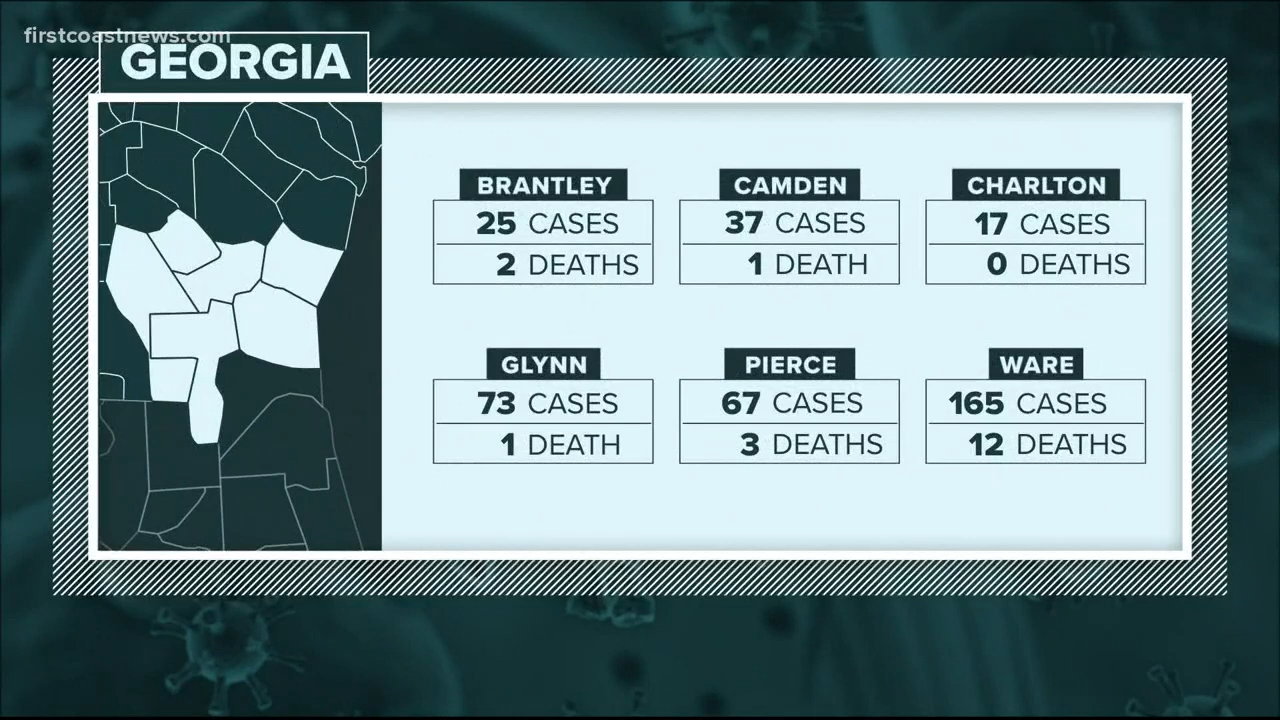 firstcoastnews.com
GEORGIA
BRANTLEY
25 CASES
2 DEATHS
CAMDEN
37 CASES
1 DEATH
CHARLTON
17 CASES
0 DEATHS
GLYNN
73 CASES
1 DEATH
PIERCE
67 CASES
3 DEATHS
WARE
165 CASES
12 DEATHS